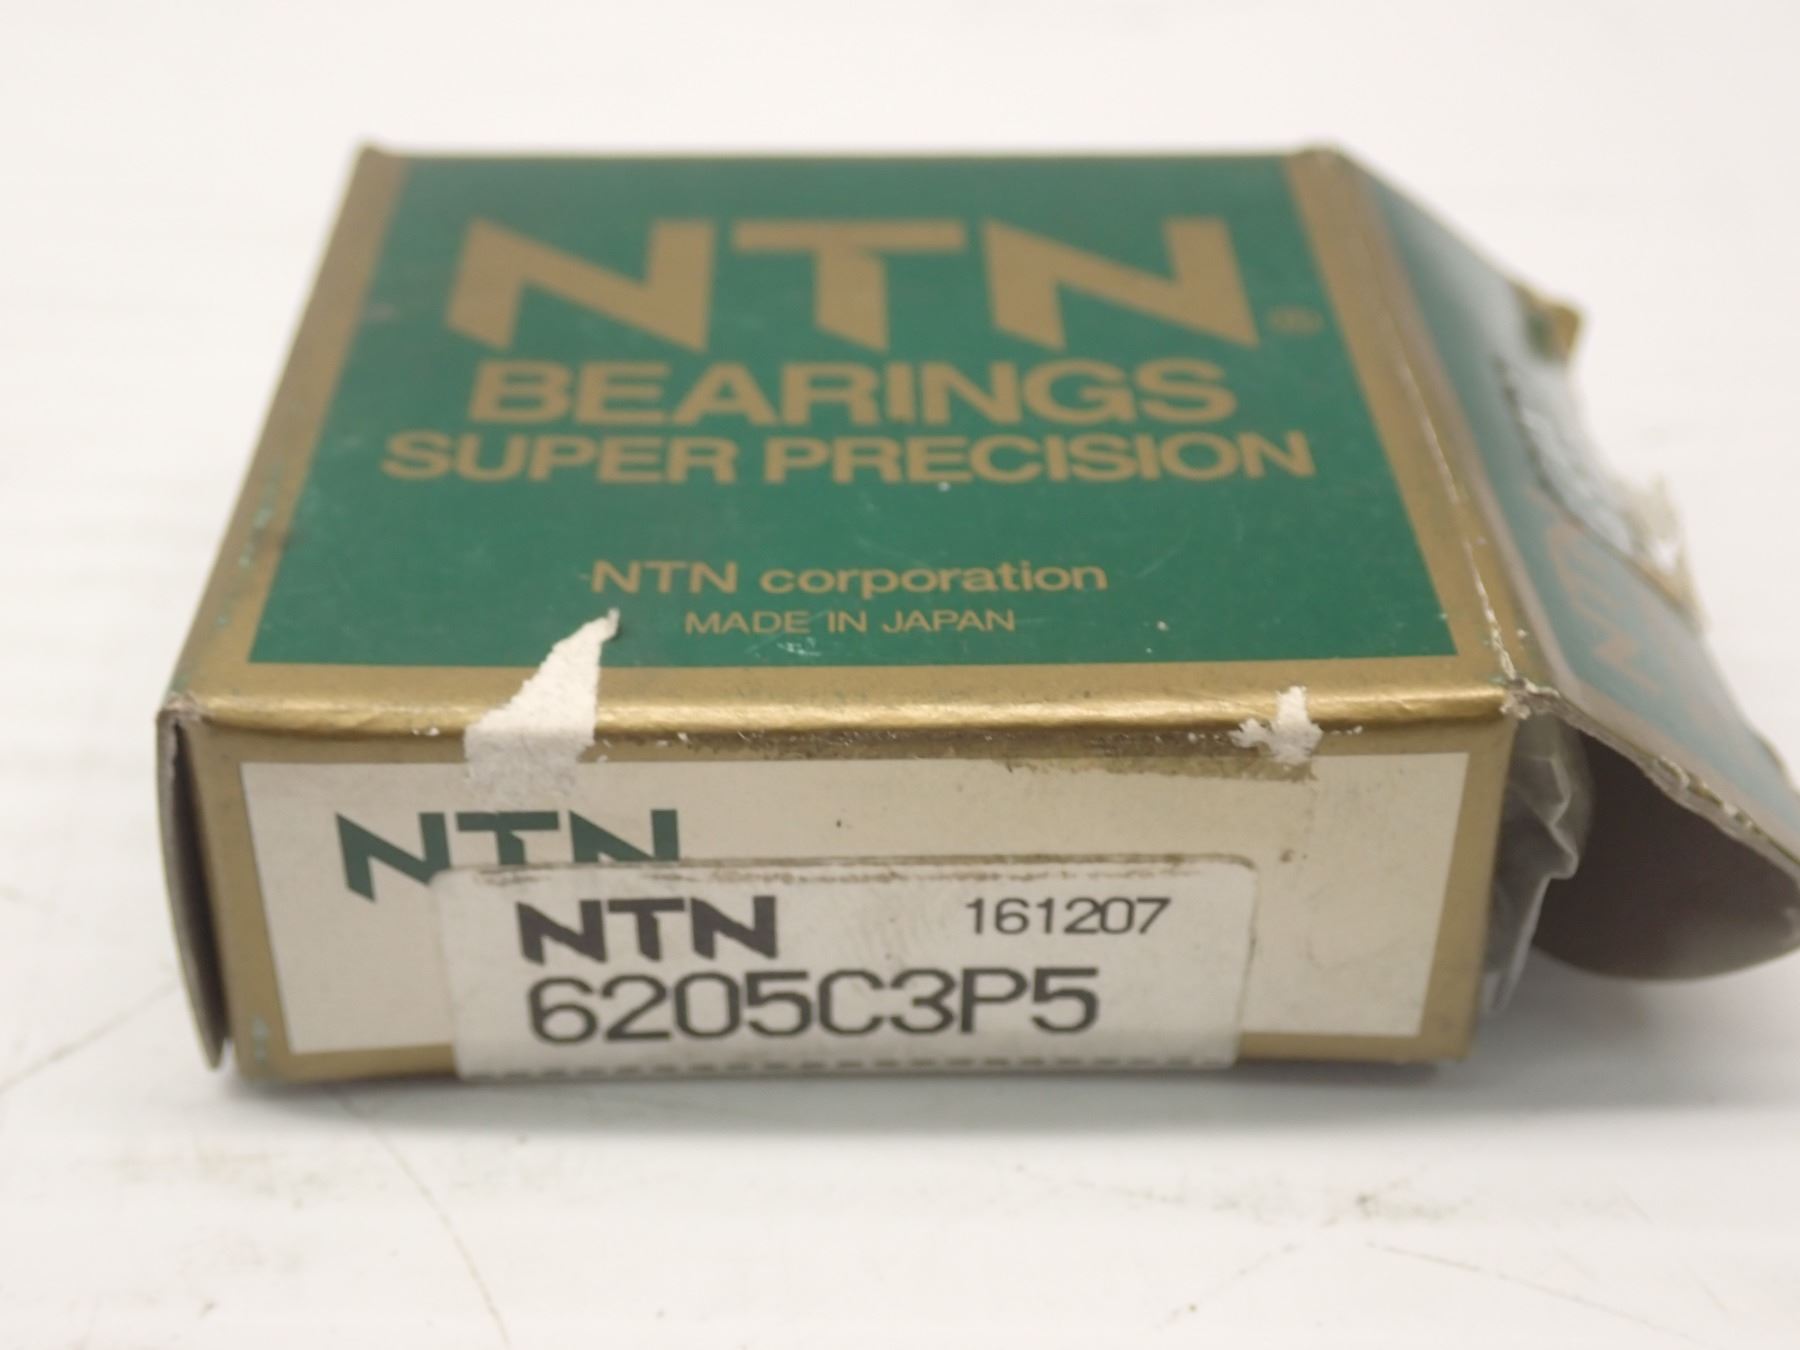 NTN®
BEARINGS
SUPER PRECISION
NTN corporation
MADE IN JAPAN
NTN
NTN 161207
6205C3P5